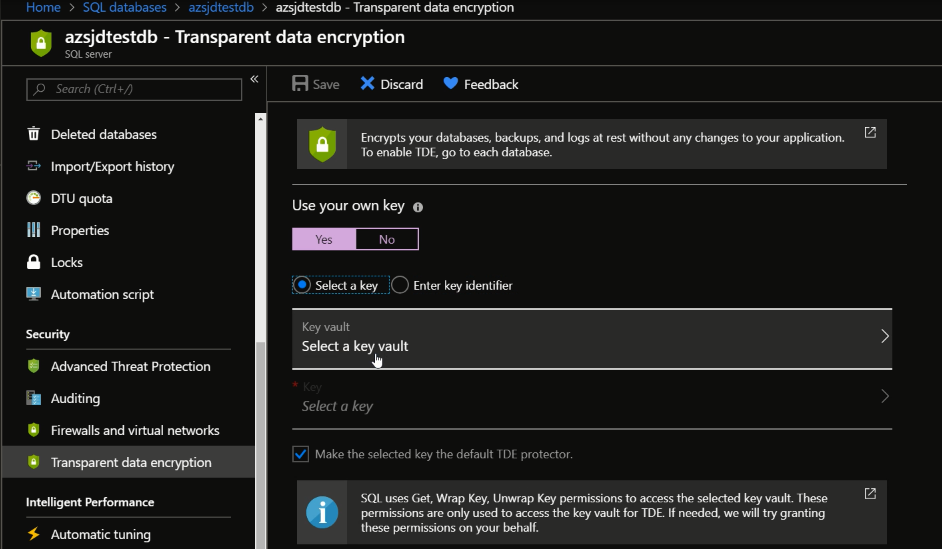 Home > SQL databases > azsjdtestdb > azsjdtestdb - Transparent data encryption
azsjdtestdb - Transparent data encryption
SQL server
Search (Ctrl+/)
«
Deleted databases
Import/Export history
DTU quota
Properties
Locks
Automation script
Security
Advanced Threat Protection
Auditing
Firewalls and virtual networks
Transparent data encryption
Intelligent Performance
Automatic tuning
Save Discard Feedback
Encrypts your databases, backups, and logs at rest without any changes to your application.
To enable TDE, go to each database.
Use your own key
Yes No
Select a key Enter key identifier
Key vault
Select a key vault
* Key
Select a key
Make the selected key the default TDE protector.
SQL uses Get, Wrap Key, Unwrap Key permissions to access the selected key vault. These
permissions are only used to access the key vault for TDE. If needed, we will try granting
these permissions on your behalf.